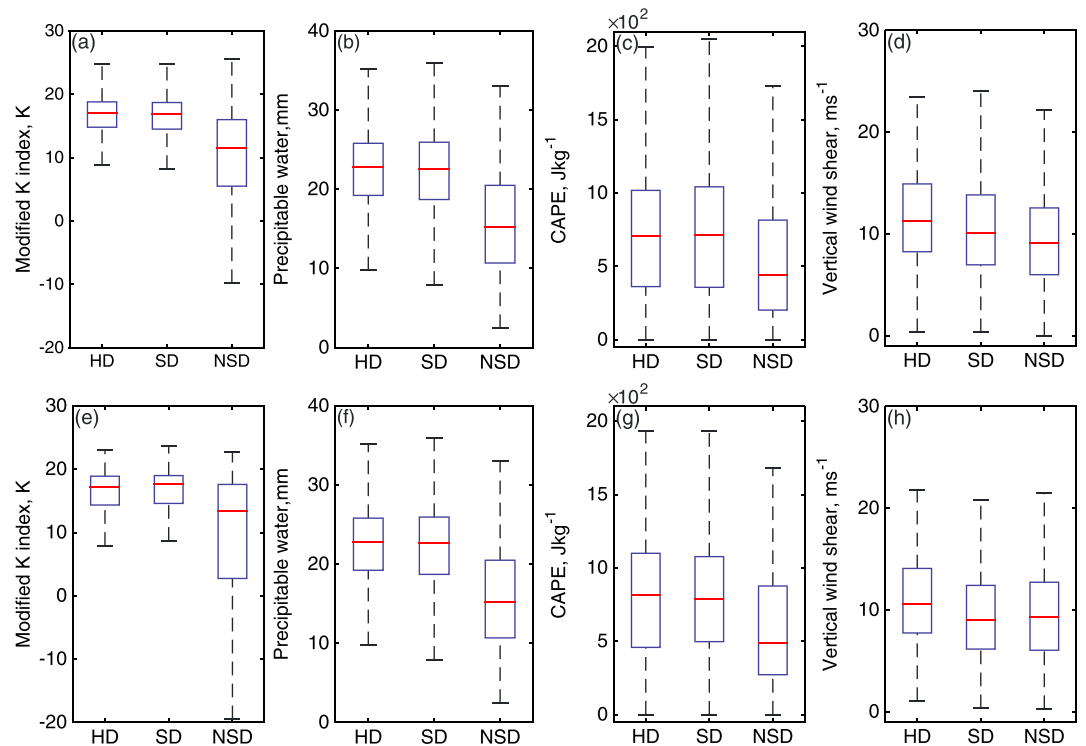 (a)
Modified K index, K
30
20
10
0
-10
-20
HD SD NSD
(b)
Precipitable water,mm
40
30
20
10
0
HD SD NSD
(c)
×10²
CAPE, Jkg⁻¹
20
10
5
0
HD SD NSD
(d)
Vertical wind shear, ms⁻¹
30
20
10
0
HD SD NSD
(e)
Modified K index, K
30
20
10
0
-10
-20
HD SD NSD
(f)
Precipitable water,mm
40
30
20
10
0
HD SD NSD
(g)
×10²
CAPE, Jkg⁻¹
20
10
5
0
HD SD NSD
(h)
Vertical wind shear, ms⁻¹
30
20
10
0
HD SD NSD